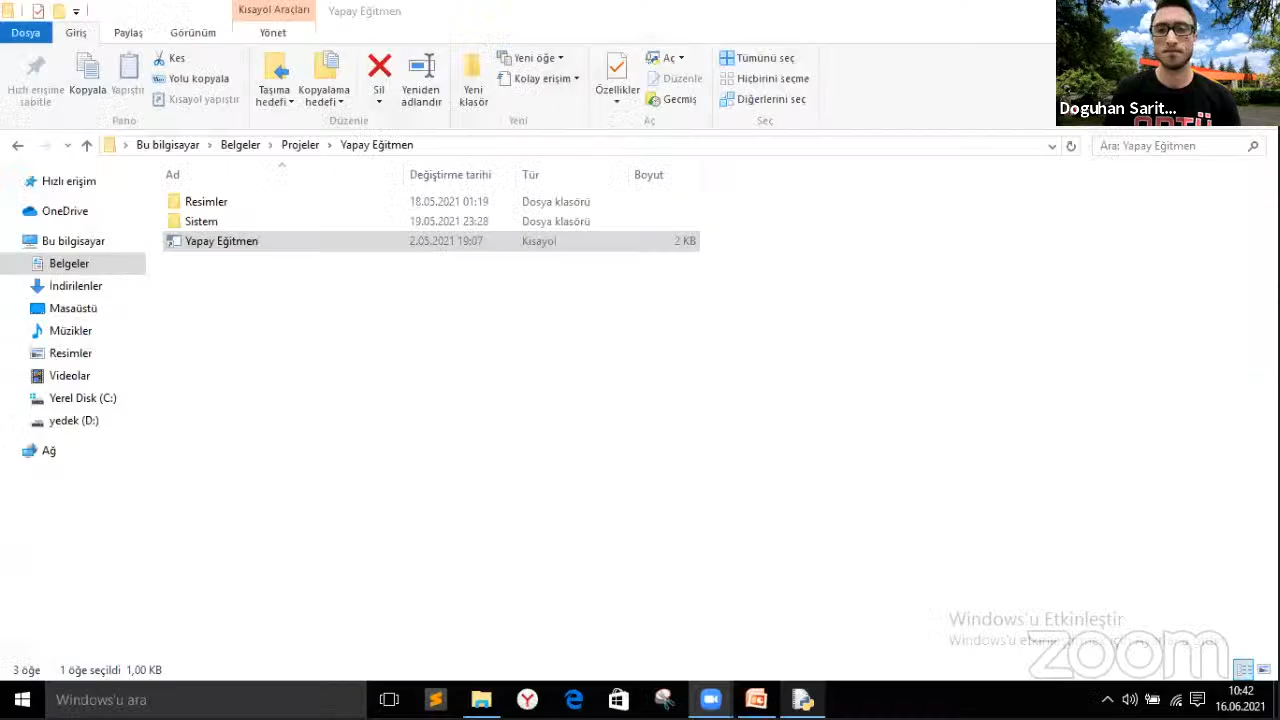 Kısayol Araçları
Yapay Eğitmen
Dosya
Giriş
Paylaş
Görünüm
Yönet
Hızlı erişime sabitle
Kopyala
Yapıştır
Kes
Yolu kopyala
Kısayol yapıştır
Pano
Taşıma hedefi
Kopyalama hedefi
Sil
Yeniden adlandır
Düzenle
Yeni klasör
Yeni öğe
Kolay erişim
Yeni
Özellikler
Aç
Düzenle
Geçmiş
Aç
Tümünü seç
Hiçbirini seçme
Diğerlerini seç
Seç
Doguhan Sarit...
Bu bilgisayar > Belgeler > Projeler > Yapay Eğitmen
Ara: Yapay Eğitmen
Hızlı erişim
OneDrive
Bu bilgisayar
Belgeler
İndirilenler
Masaüstü
Müzikler
Resimler
Videolar
Yerel Disk (C:)
yedek (D:)
Ağ
Ad Değiştirme tarihi Tür Boyut
Resimler 18.05.2021 01:19 Dosya klasörü
Sistem 19.05.2021 23:28 Dosya klasörü
Yapay Eğitmen 2.05.2021 19:07 Kısayol 2 KB
Windows'u Etkinleştir
zoom
3 öğe 1 öğe seçildi 1,00 KB
Windows'u ara
10:42
16.06.2021